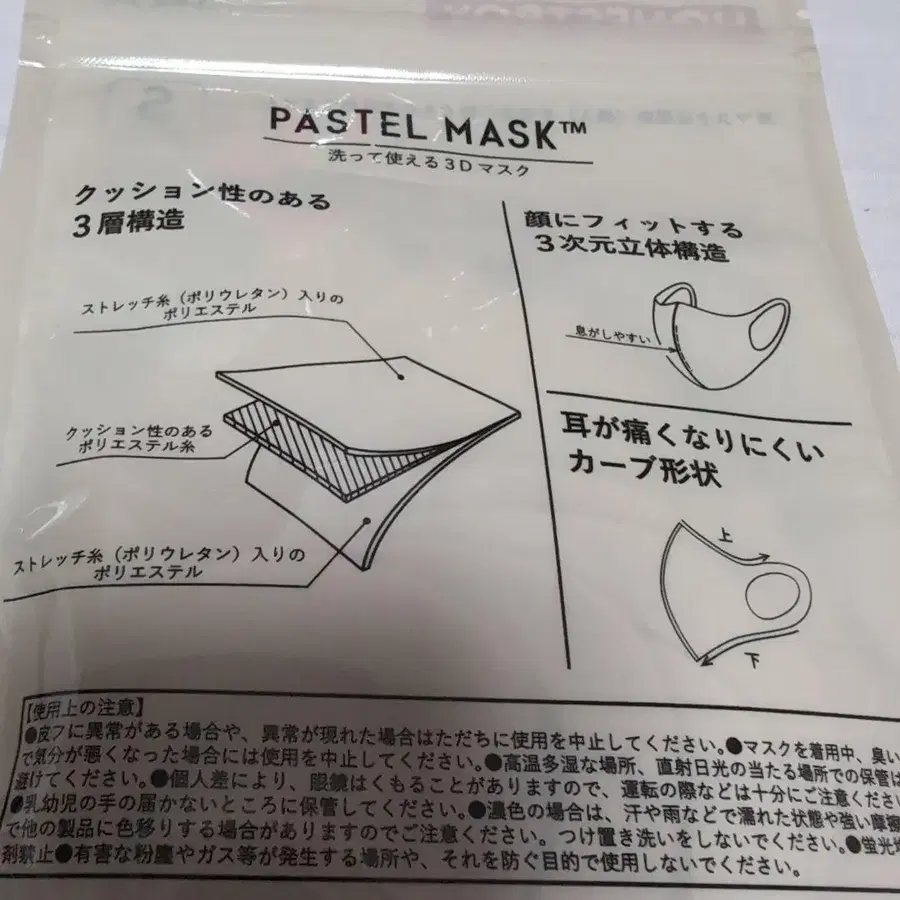 PASTEL MASK™
洗って使える3Dマスク
クッション性のある
3層構造
ストレッチ糸（ポリウレタン）入りの
ポリエステル
クッション性のある
ポリエステル糸
ストレッチ糸（ポリウレタン）入りの
ポリエステル
顔にフィットする
3次元立体構造
息がしやすい
耳が痛くなりにくい
カーブ形状
上
下
【使用上の注意】
●皮フに異常がある場合や、異常が現れた場合はただちに使用を中止してください。●マスクを着用中、臭い
で気分が悪くなった場合には使用を中止してください。●高温多湿な場所、直射日光の当たる場所での保管は
避けてください。●個人差により、眼鏡はくもることがありますので、運転の際などは十分にご注意ください
●乳幼児の手の届かないところに保管してください。●濃色の場合は、汗や雨などで濡れた状態や強い摩擦
で他の製品に色移りする場合がありますのでご注意ください。つけ置き洗いをしないでください。●蛍光
剤禁止●有害な粉塵やガス等が発生する場所や、それを防ぐ目的で使用しないでください。